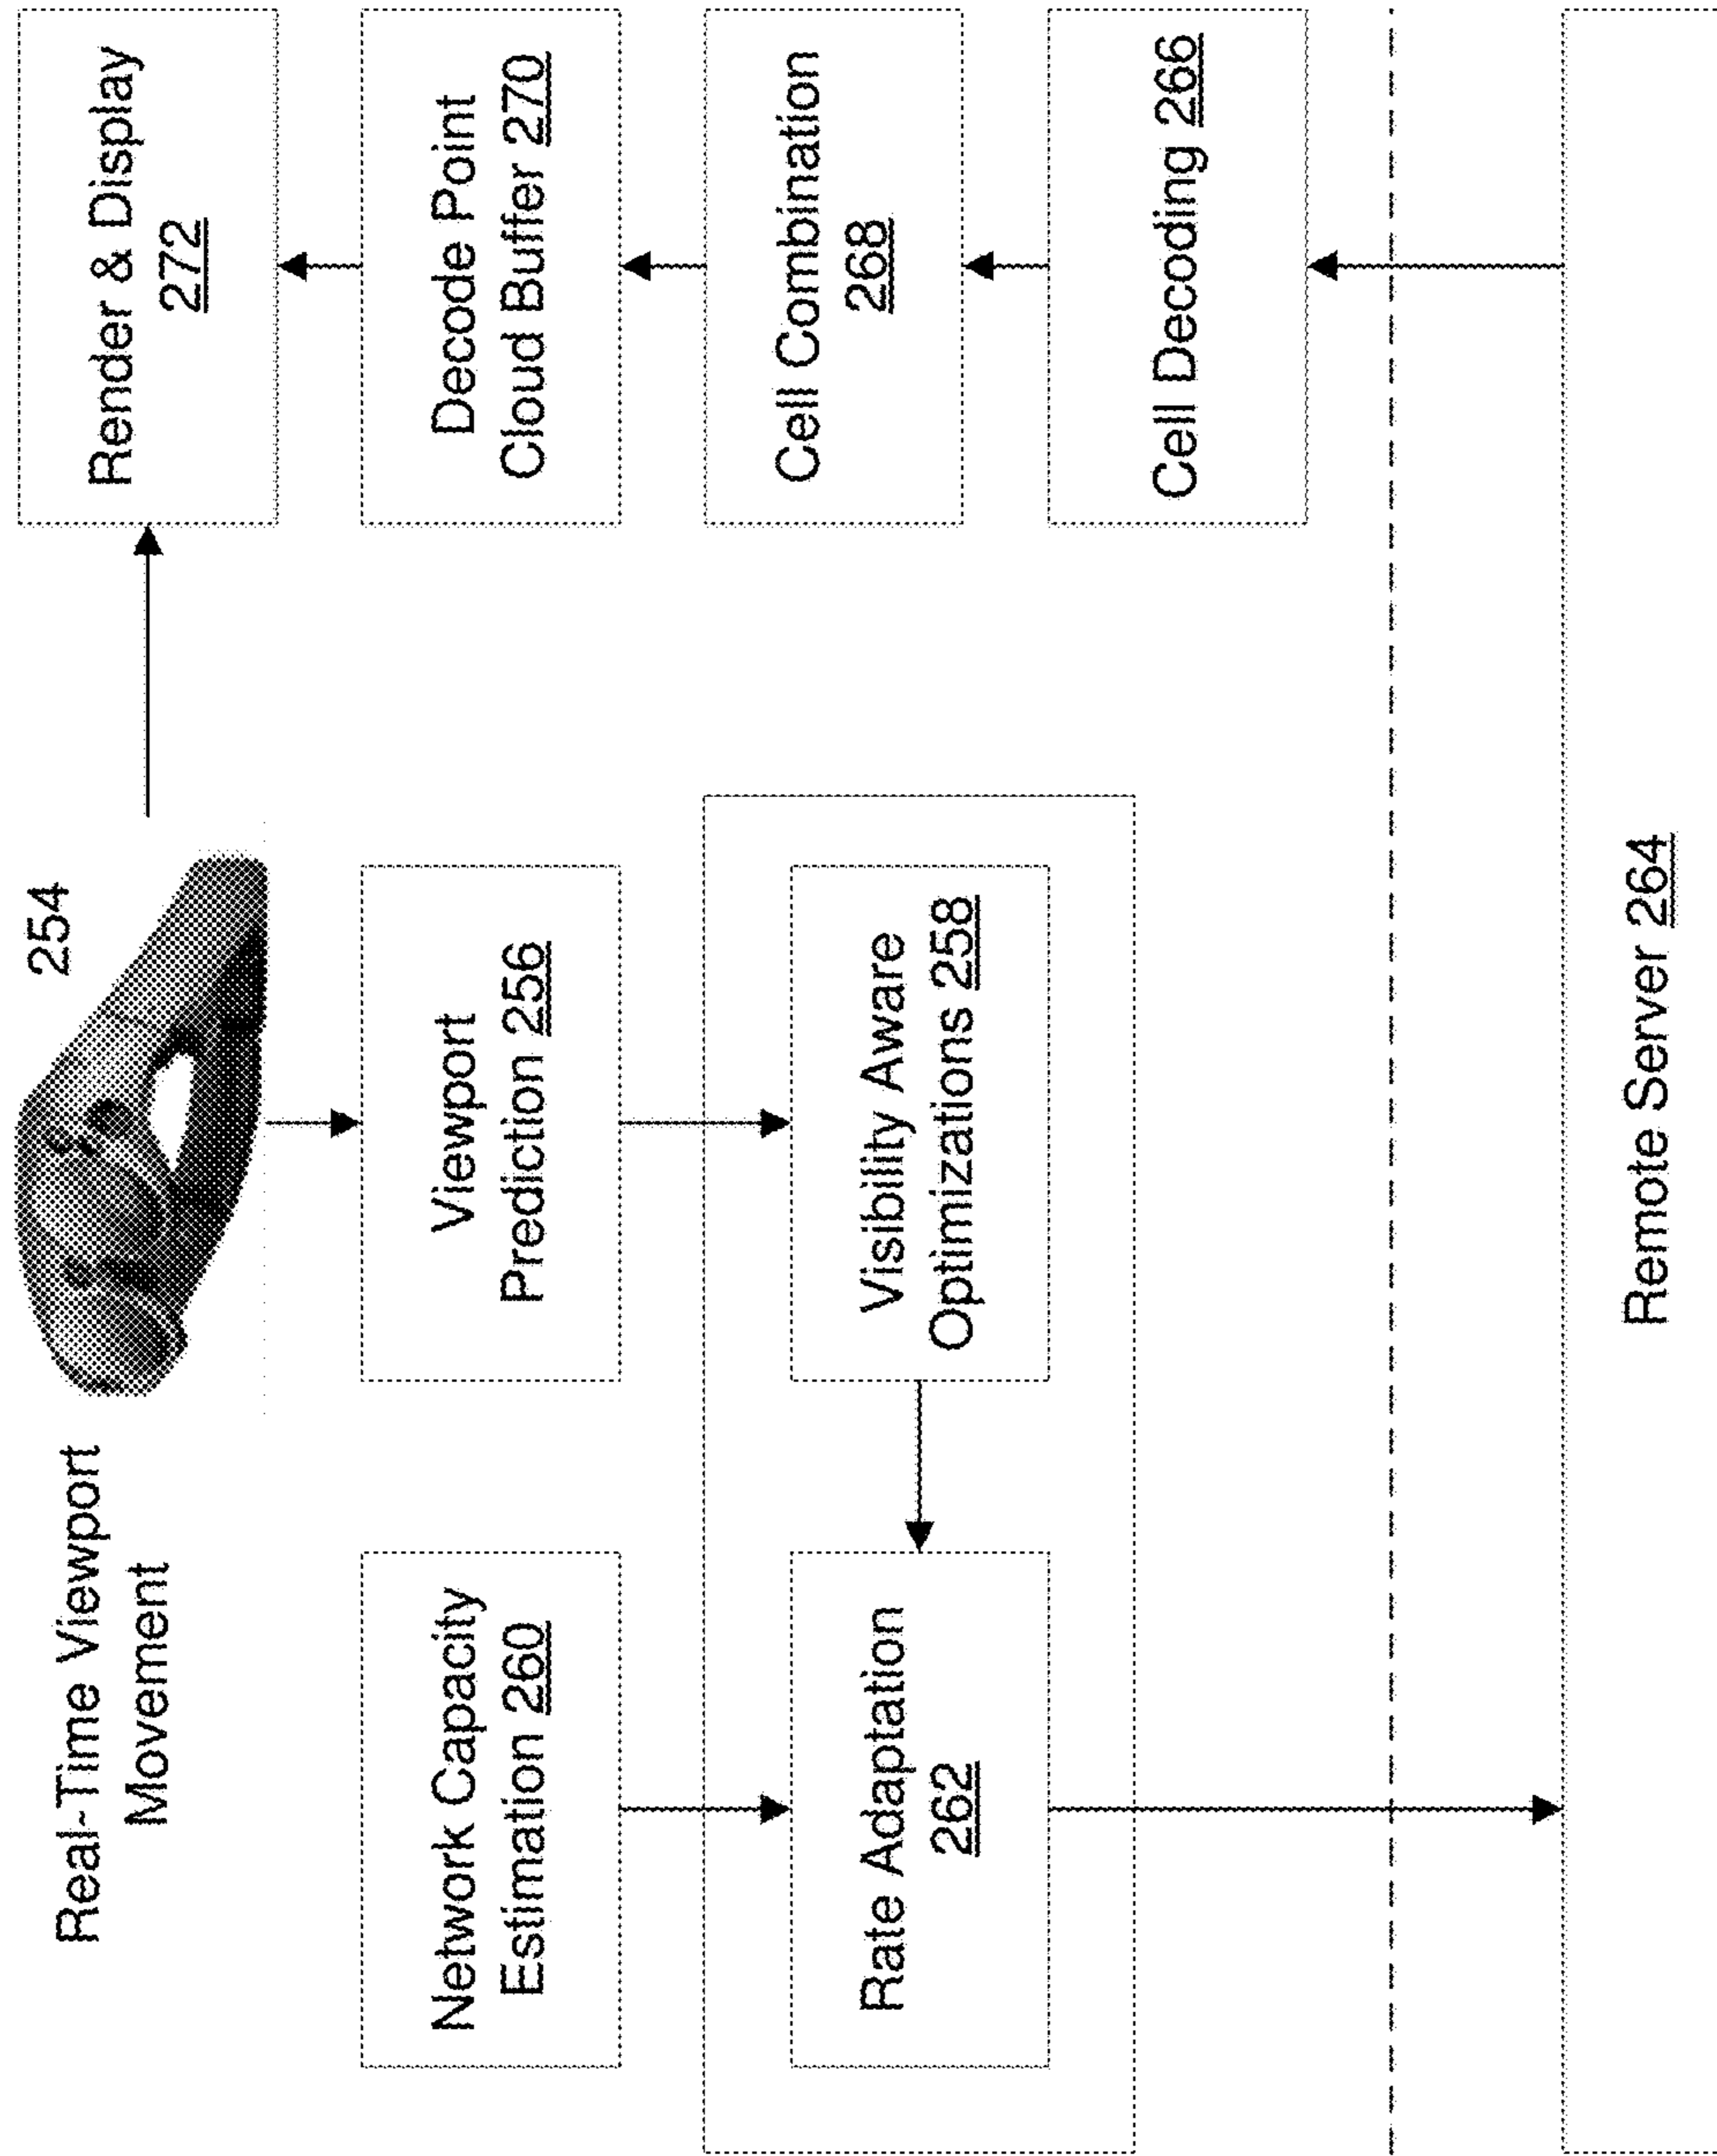 Real-Time Viewport
Movement
254
Render & Display
272
Network Capacity
Estimation 260
Viewport
Prediction 256
Decode Point
Cloud Buffer 270
Rate Adaptation
262
Visibility Aware
Optimizations 258
Cell Combination
268
Cell Decoding 266
Remote Server 264